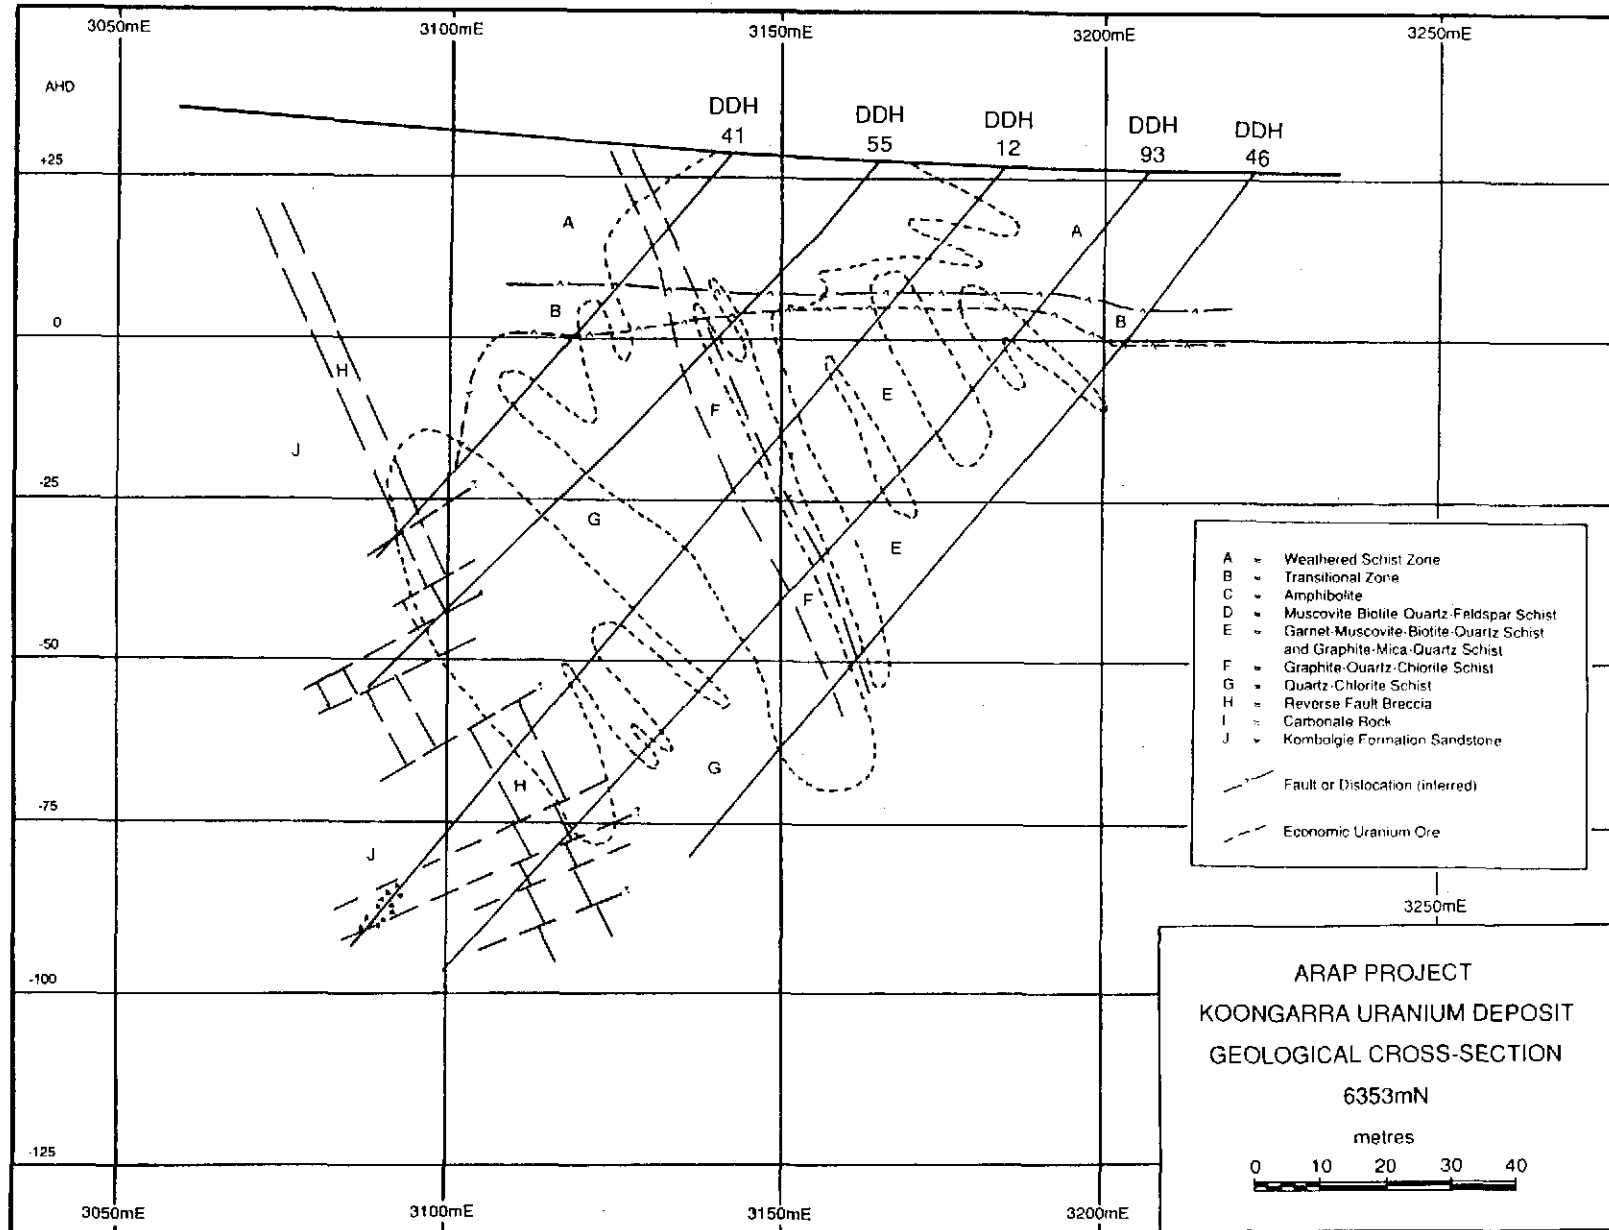 3050mE 3100mE 3150mE 3200mE 3250mE
AHD
DDH 41
DDH 55
DDH 12
DDH 93
DDH 46
+25
A
A
B
B
0
H
F
E
J
-25
G
E
F
-50
G
H
-75
J
-100
-125
A = Weathered Schist Zone
B = Transitional Zone
C = Amphibolite
D = Muscovite Biotite Quartz-Feldspar Schist
E = Garnet-Muscovite-Biotite-Quartz Schist
and Graphite-Mica-Quartz Schist
F = Graphite-Quartz-Chlorite Schist
G = Quartz-Chlorite Schist
H = Reverse Fault Breccia
I = Carbonate Rock
J = Kombolgie Formation Sandstone
Fault or Dislocation (inferred)
Economic Uranium Ore
3250mE
ARAP PROJECT
KOONGARRA URANIUM DEPOSIT
GEOLOGICAL CROSS-SECTION
6353mN
metres
0 10 20 30 40
3050mE 3100mE 3150mE 3200mE